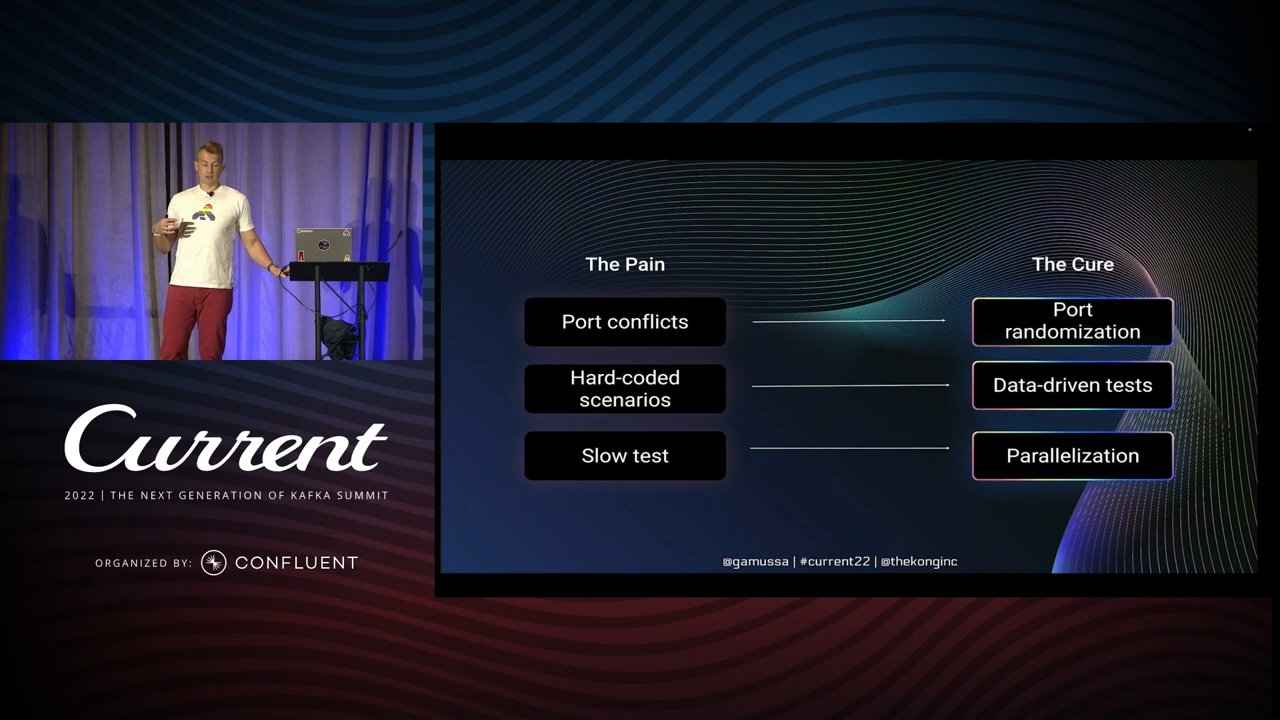 Current
2022 | THE NEXT GENERATION OF KAFKA SUMMIT
ORGANIZED BY: CONFLUENT
The Pain
The Cure
Port conflicts
Port
randomization
Hard-coded
scenarios
Data-driven tests
Slow test
Parallelization
@gamussa | #current22 | @thekonginc